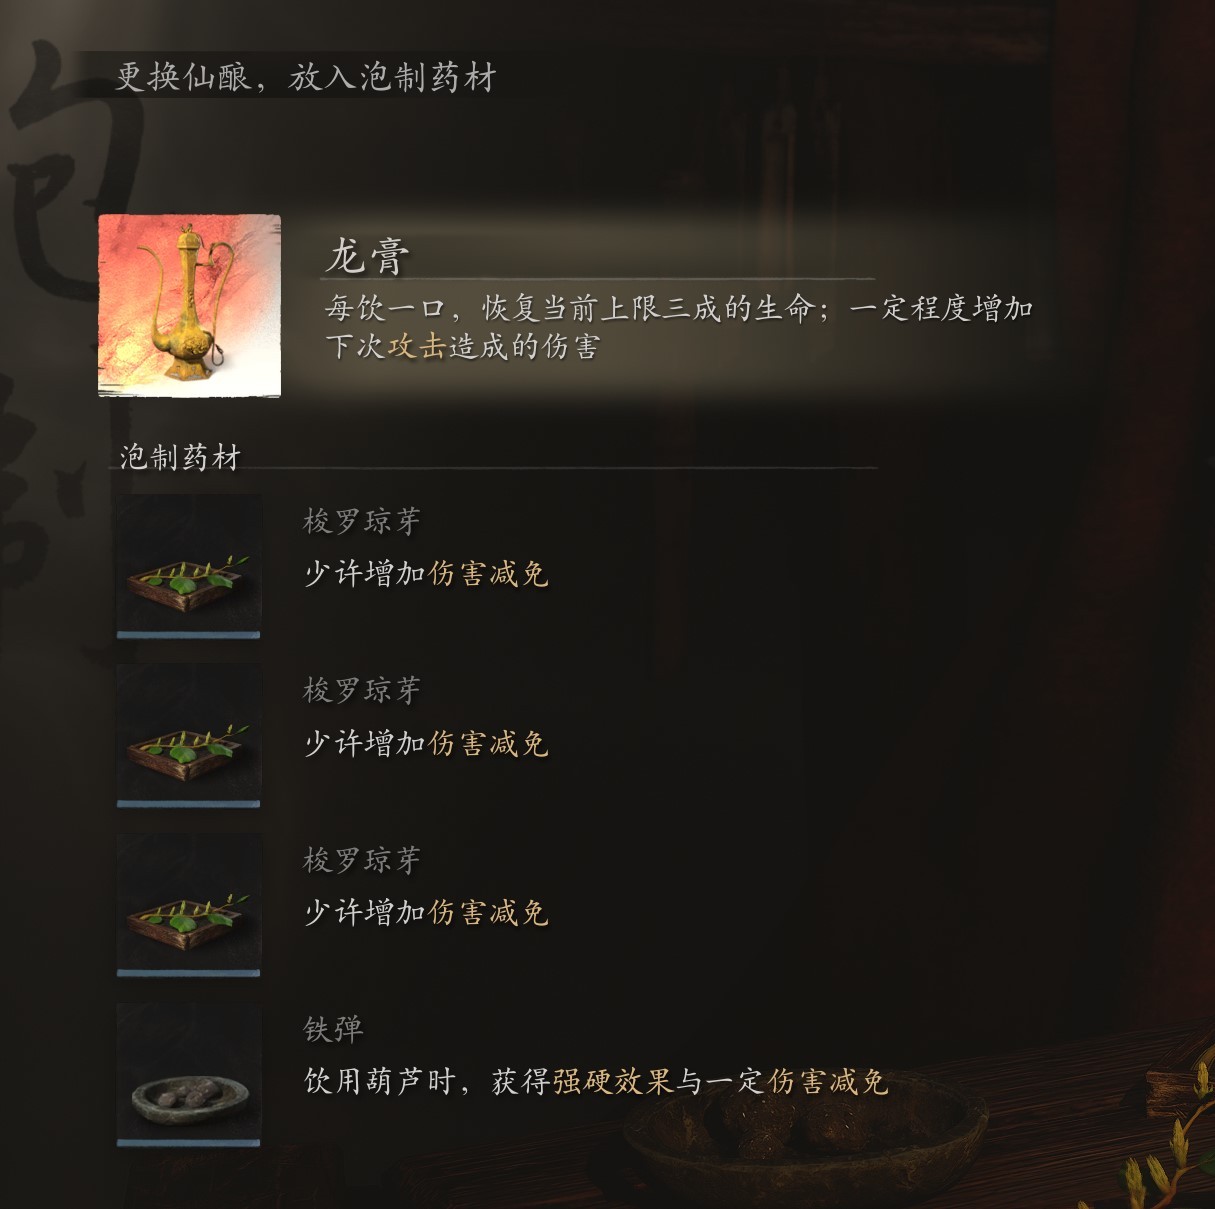 更换仙酿，放入泡制药材
龙膏
每饮一口，恢复当前上限三成的生命；一定程度增加
下次攻击造成的伤害
泡制药材
梭罗琼芽
少许增加伤害减免
梭罗琼芽
少许增加伤害减免
梭罗琼芽
少许增加伤害减免
铁弹
饮用葫芦时，获得强硬效果与一定伤害减免